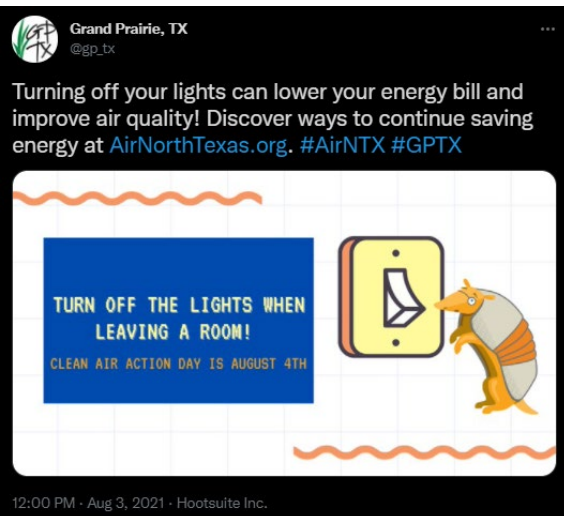 Grand Prairie, TX
@gp_tx
Turning off your lights can lower your energy bill and
improve air quality! Discover ways to continue saving
energy at AirNorthTexas.org. #AirNTX #GPTX
TURN OFF THE LIGHTS WHEN
LEAVING A ROOM!
CLEAN AIR ACTION DAY IS AUGUST 4TH
12:00 PM · Aug 3, 2021 · Hootsuite Inc.